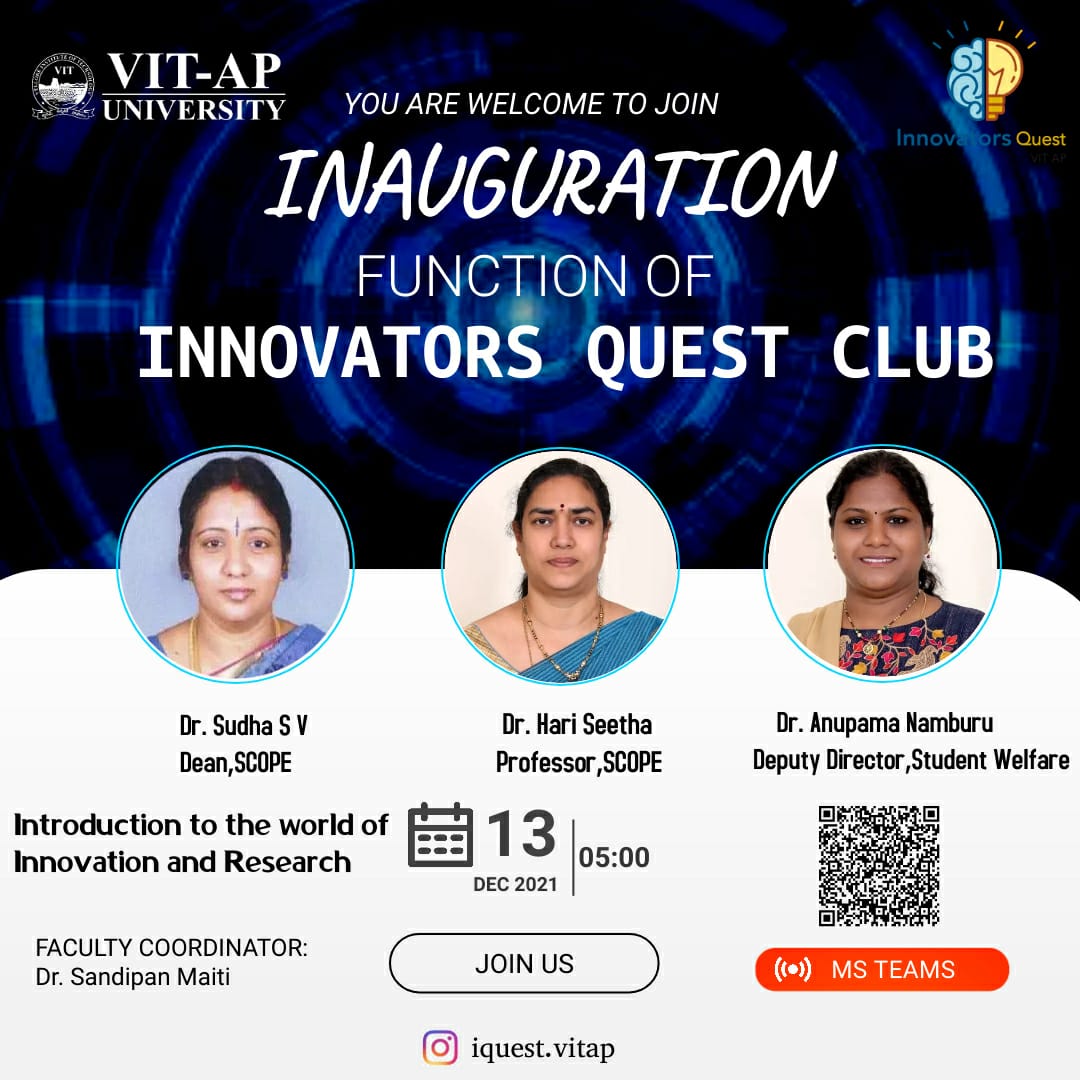 VIT
VIT-AP
UNIVERSITY
YOU ARE WELCOME TO JOIN
Innovators Quest
VIT AP
INAUGURATION
FUNCTION OF
INNOVATORS QUEST CLUB
Dr. Sudha S V
Dean,SCOPE
Dr. Hari Seetha
Professor,SCOPE
Dr. Anupama Namburu
Deputy Director,Student Welfare
Introduction to the world of
Innovation and Research
13
DEC 2021
05:00
FACULTY COORDINATOR:
Dr. Sandipan Maiti
JOIN US
MS TEAMS
iquest.vitap